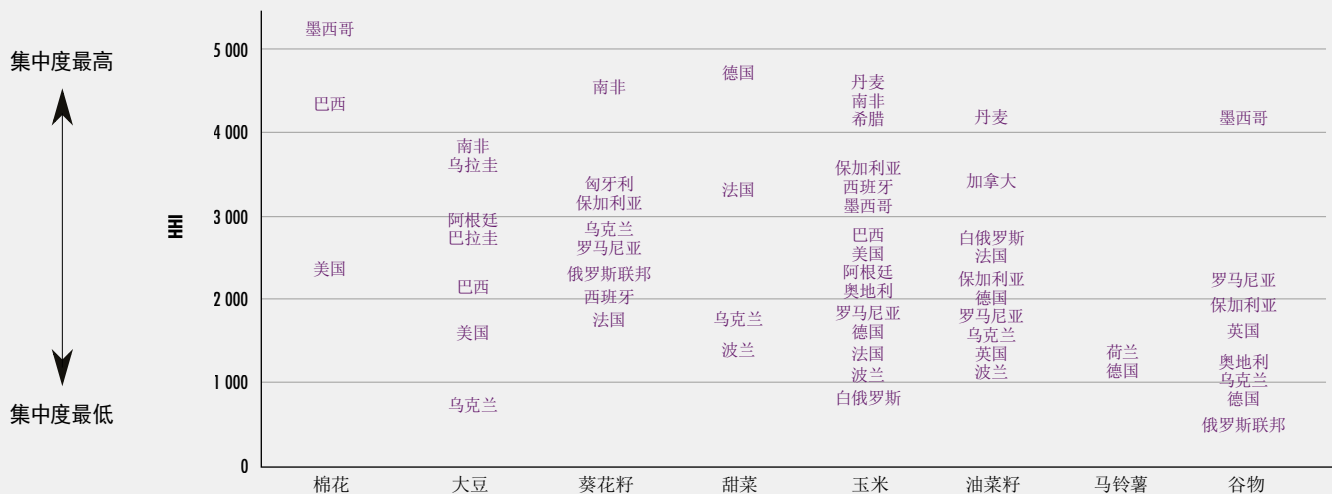 集中度最高
集中度最低
HHI
5 000
4 000
3 000
2 000
1 000
0
墨西哥
巴西
美国
棉花
南非
乌拉圭
阿根廷
巴拉圭
巴西
美国
乌克兰
大豆
南非
匈牙利
保加利亚
乌克兰
罗马尼亚
俄罗斯联邦
西班牙
法国
葵花籽
德国
法国
乌克兰
波兰
甜菜
丹麦
南非
希腊
保加利亚
西班牙
墨西哥
巴西
美国
阿根廷
奥地利
罗马尼亚
德国
法国
波兰
白俄罗斯
玉米
丹麦
加拿大
白俄罗斯
法国
保加利亚
德国
罗马尼亚
乌克兰
英国
波兰
油菜籽
荷兰
德国
马铃薯
墨西哥
罗马尼亚
保加利亚
英国
奥地利
乌克兰
德国
俄罗斯联邦
谷物